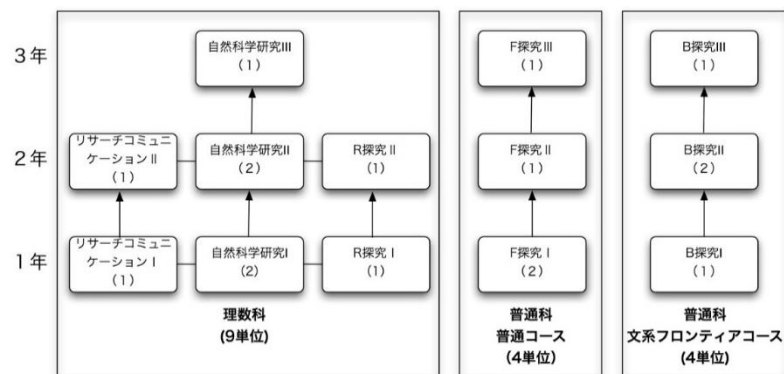 3年
自然科学研究III
(1)
F探究III
(1)
B探究III
(1)
2年
リサーチコミュニ
ケーションⅡ
(1)
自然科学研究II
(2)
R探究Ⅱ
(1)
F探究Ⅱ
(1)
B探究II
(2)
1年
リサーチコミュニ
ケーションⅠ
(1)
自然科学研究I
(2)
R探究Ⅰ
(1)
F探究Ⅰ
(2)
B探究I
(1)
理数科
(9単位)
普通科
普通コース
(4単位)
普通科
文系フロンティアコース
(4単位)